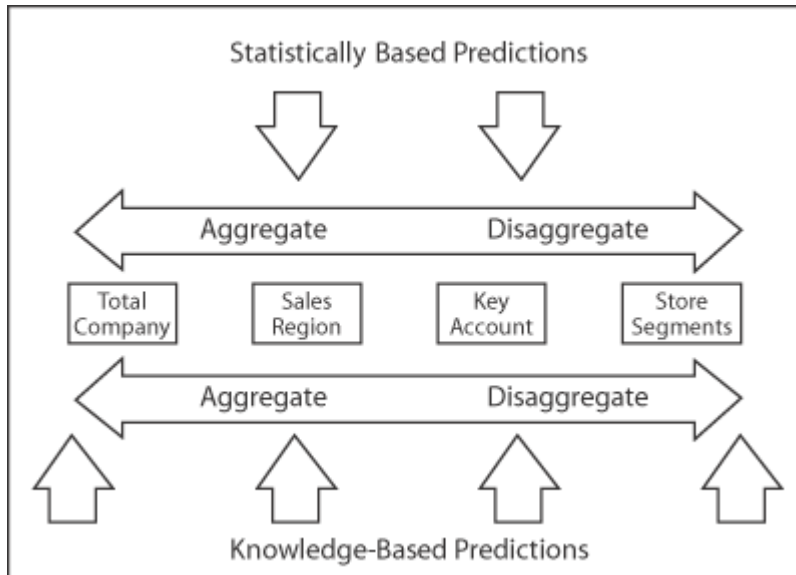 Statistically Based Predictions
Aggregate Disaggregate
Total Company
Sales Region
Key Account
Store Segments
Aggregate Disaggregate
Knowledge-Based Predictions